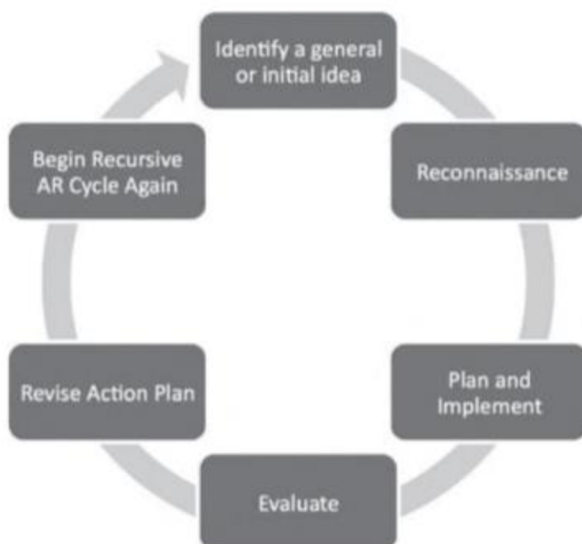 Identify a general
or initial idea
Reconnaissance
Plan and
Implement
Evaluate
Revise Action Plan
Begin Recursive
AR Cycle Again